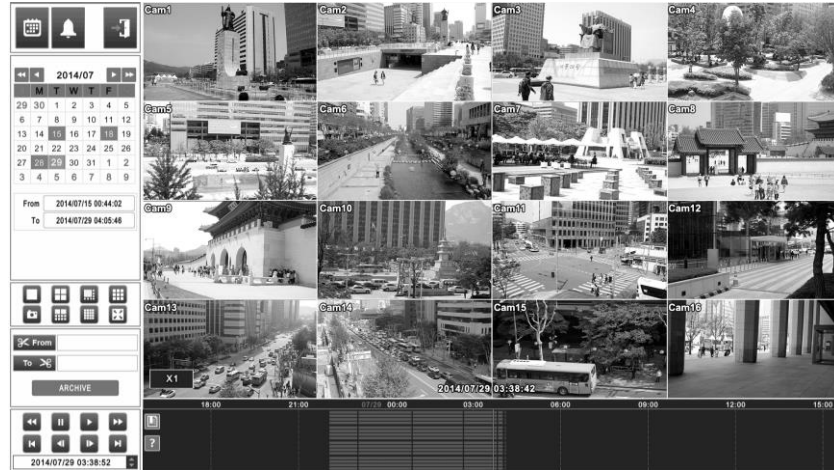 Cam1 Cam2 Cam3 Cam4
2014/07
M T W T F
29 30 1 2 3 4 5
6 7 8 9 10 11 12
13 14 15 16 17 18 19
20 21 22 23 24 25 26
27 28 29 30 31 1 2
3 4 5 6 7 8 9
Cam5 Cam6 Cam7 Cam8
From 2014/07/15 00:44:02
To 2014/07/29 04:05:46
Cam9 Cam10 Cam11 Cam12
Cam13 Cam14 Cam15 Cam16
From
To
X1
ARCHIVE
2014/07/29 03:38:42
18:00 21:00 07/29 00:00 03:00 06:00 09:00 12:00 15:00
?
2014/07/29 03:38:52